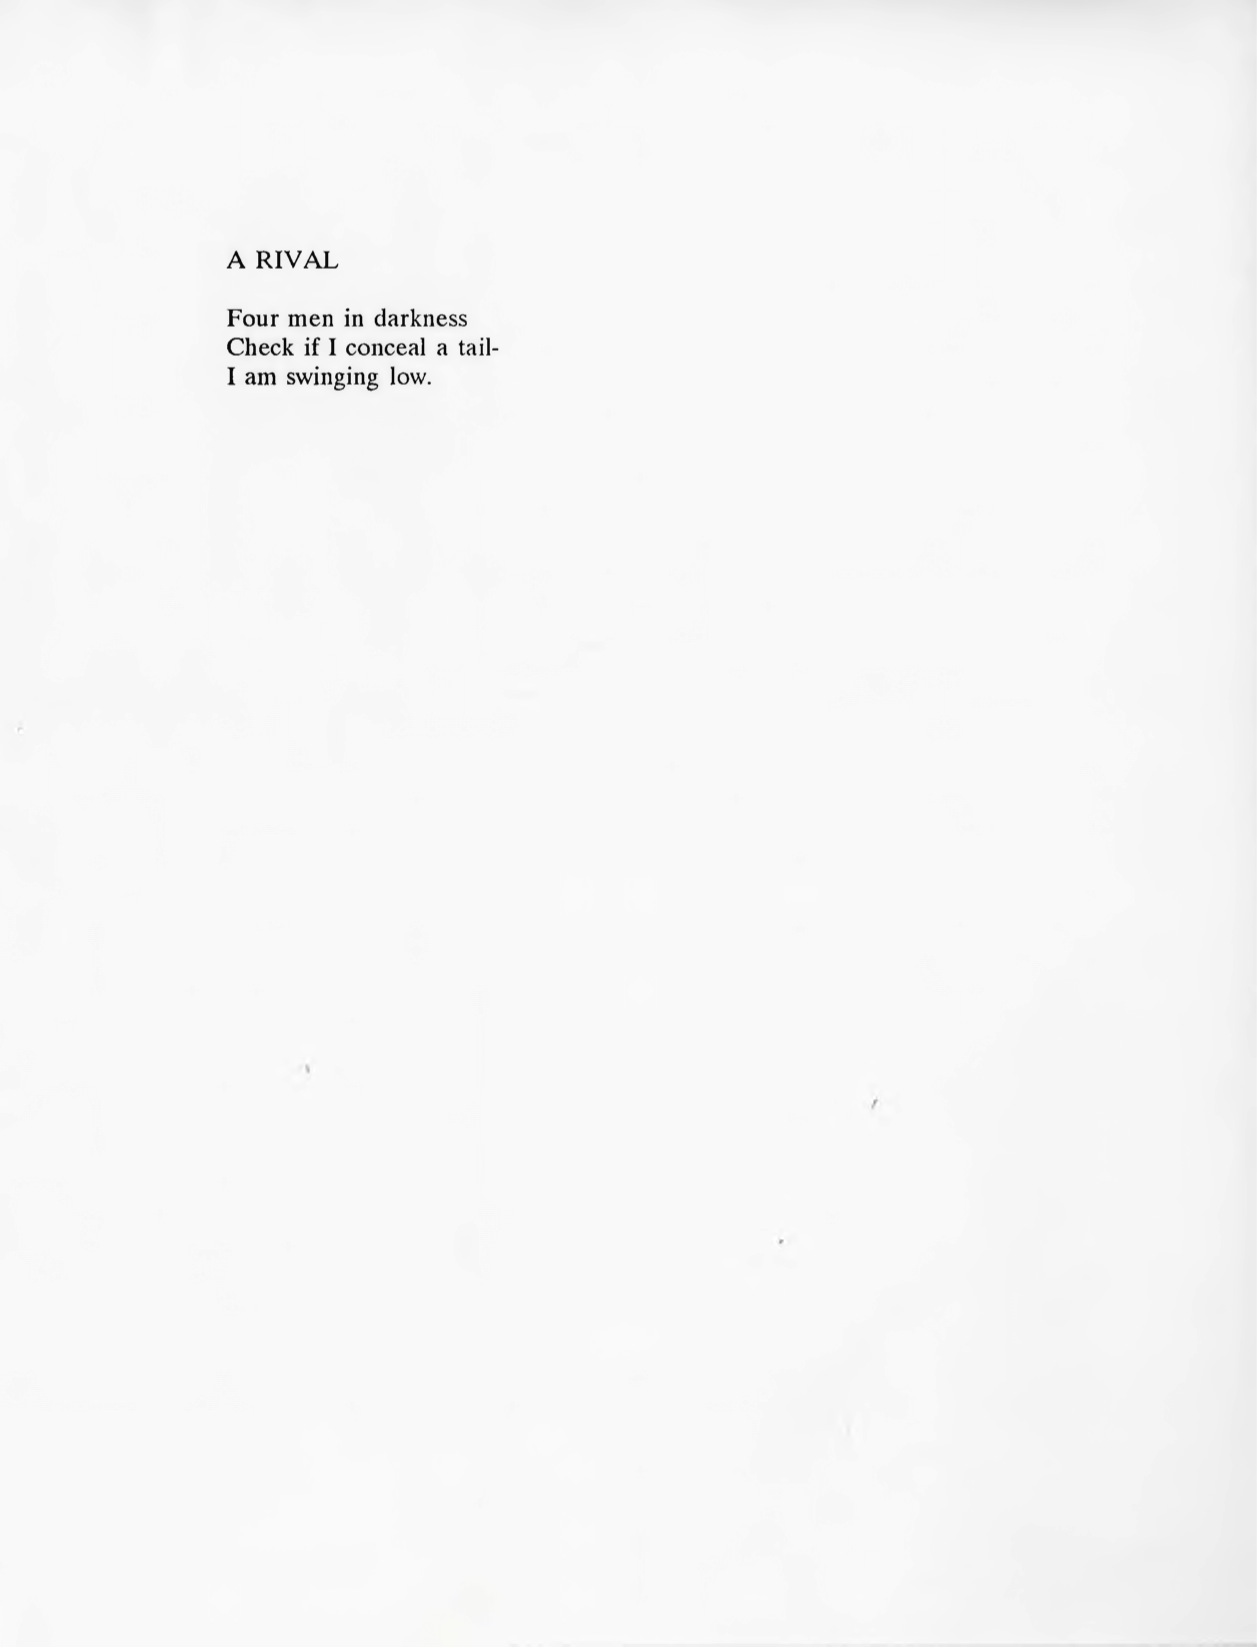 A RIVAL
Four men in darkness
Check if I conceal a tail-
I am swinging low.